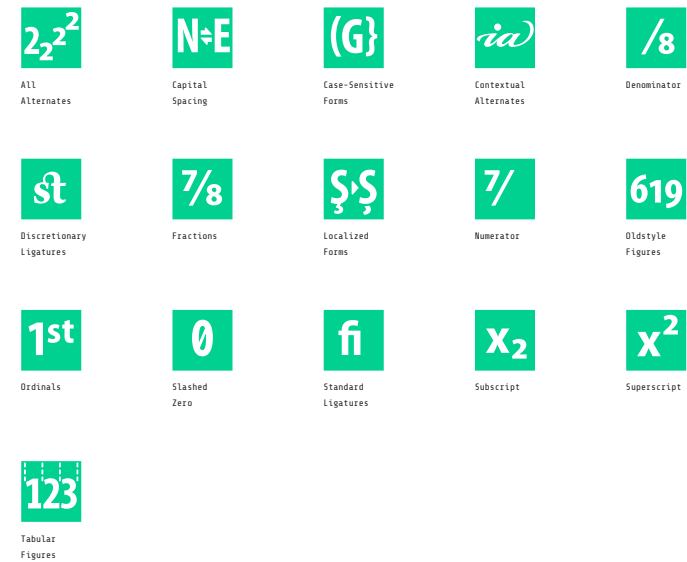 2₂2²
All
Alternates
N E
Capital
Spacing
(G}
Case-Sensitive
Forms
ia
Contextual
Alternates
/8
Denominator
st
Discretionary
Ligatures
7/8
Fractions
Ş Ș
Localized
Forms
7/
Numerator
619
Oldstyle
Figures
1st
Ordinals
0
Slashed
Zero
fi
Standard
Ligatures
x₂
Subscript
x²
Superscript
123
Tabular
Figures